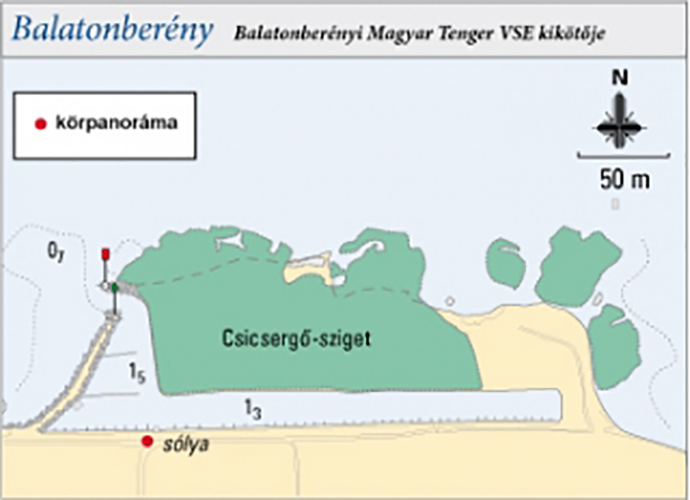 Balatonberény Balatonberényi Magyar Tenger VSE kikötője
körpanoráma
N
50 m
0₇
Csicsergő-sziget
1₅
1₃
sólya